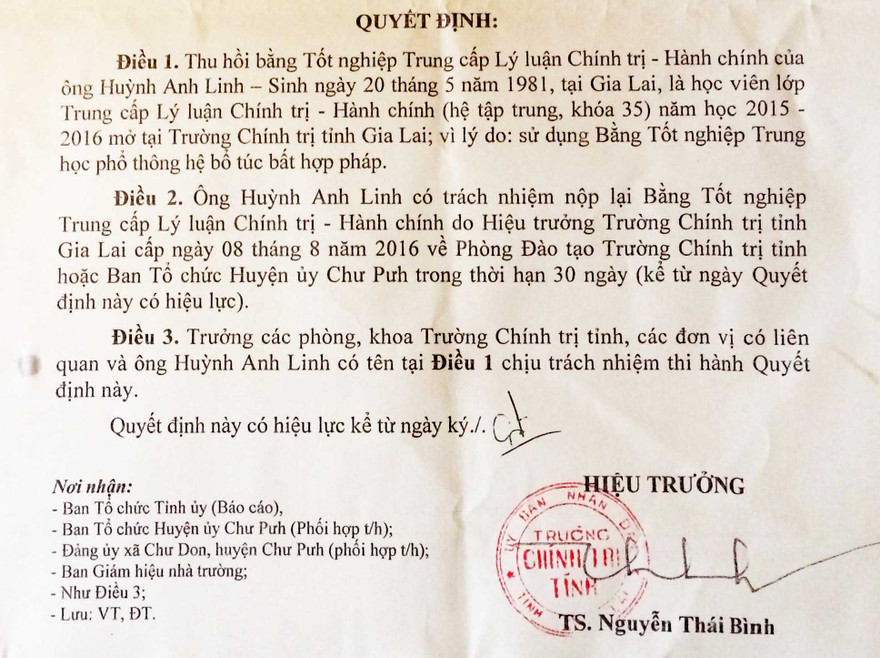 QUYẾT ĐỊNH:
Điều 1. Thu hồi bằng Tốt nghiệp Trung cấp Lý luận Chính trị - Hành chính của
ông Huỳnh Anh Linh – Sinh ngày 20 tháng 5 năm 1981, tại Gia Lai, là học viên lớp
Trung cấp Lý luận Chính trị - Hành chính (hệ tập trung, khóa 35) năm học 2015 -
2016 mở tại Trường Chính trị tỉnh Gia Lai; vì lý do: sử dụng Bằng Tốt nghiệp Trung
học phổ thông hệ bổ túc bất hợp pháp.
Điều 2. Ông Huỳnh Anh Linh có trách nhiệm nộp lại Bằng Tốt nghiệp
Trung cấp Lý luận Chính trị - Hành chính do Hiệu trưởng Trường Chính trị tỉnh
Gia Lai cấp ngày 08 tháng 8 năm 2016 về Phòng Đào tạo Trường Chính trị tỉnh
hoặc Ban Tổ chức Huyện ủy Chư Pưh trong thời hạn 30 ngày (kể từ ngày Quyết
định này có hiệu lực).
Điều 3. Trưởng các phòng, khoa Trường Chính trị tỉnh, các đơn vị có liên
quan và ông Huỳnh Anh Linh có tên tại Điều 1 chịu trách nhiệm thi hành Quyết
định này.
Quyết định này có hiệu lực kể từ ngày ký./.
Nơi nhận:
- Ban Tổ chức Tỉnh ủy (Báo cáo),
- Ban Tổ chức Huyện ủy Chư Pưh (Phối hợp t/h);
- Đảng ủy xã Chư Don, huyện Chư Pưh (phối hợp t/h);
- Ban Giám hiệu nhà trường;
- Như Điều 3;
- Lưu: VT, ĐT.
HIỆU TRƯỞNG
ỦY BAN NHÂN DÂN
TRƯỜNG
CHÍNH TRỊ
TỈNH
TỈNH
TS. Nguyễn Thái Bình